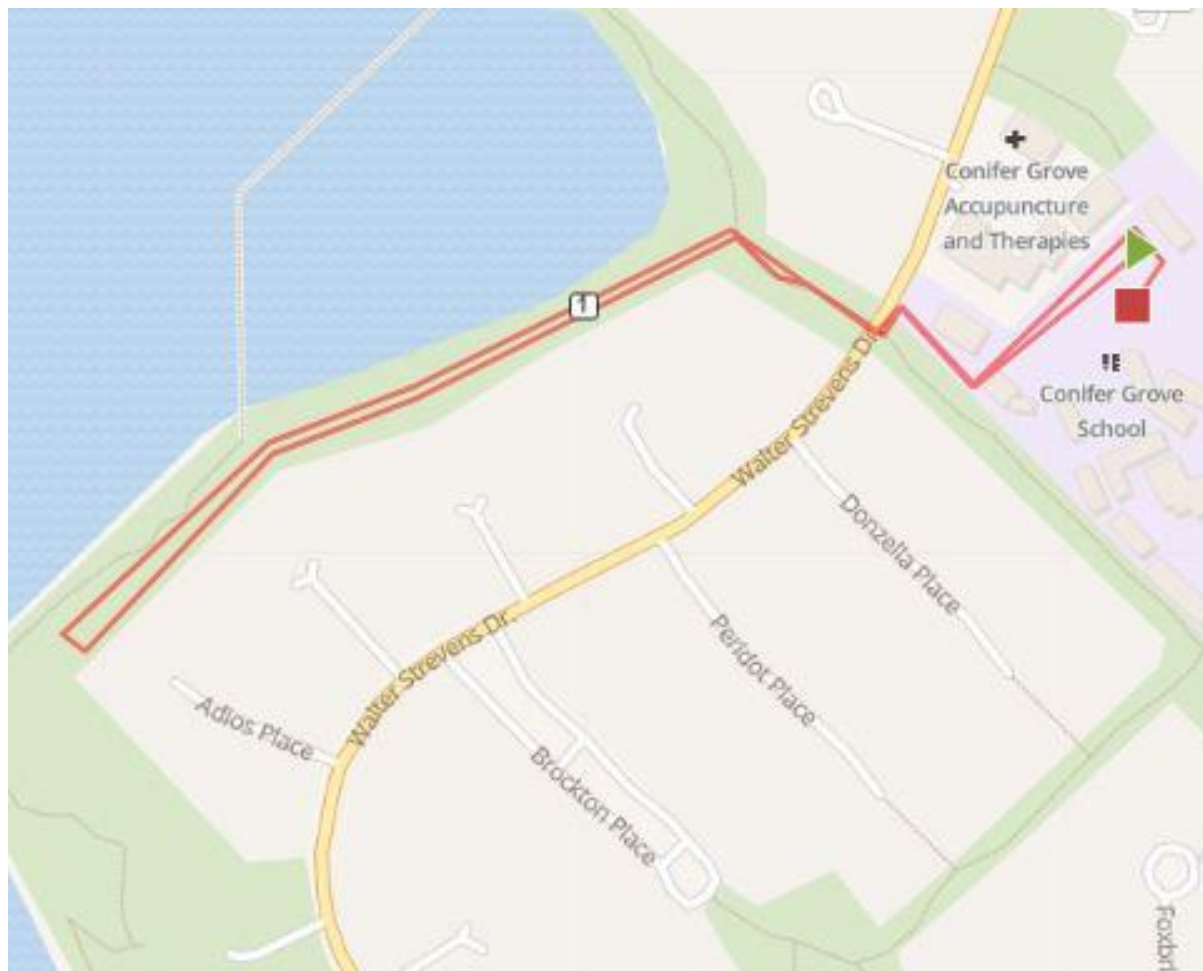 Conifer Grove
Accupuncture
and Therapies
1
Conifer Grove
School
Walter Strevens Dr.
Donzella Place
Peridot Place
Walter Strevens Dr.
Adios Place
Brockton Place
Foxbri